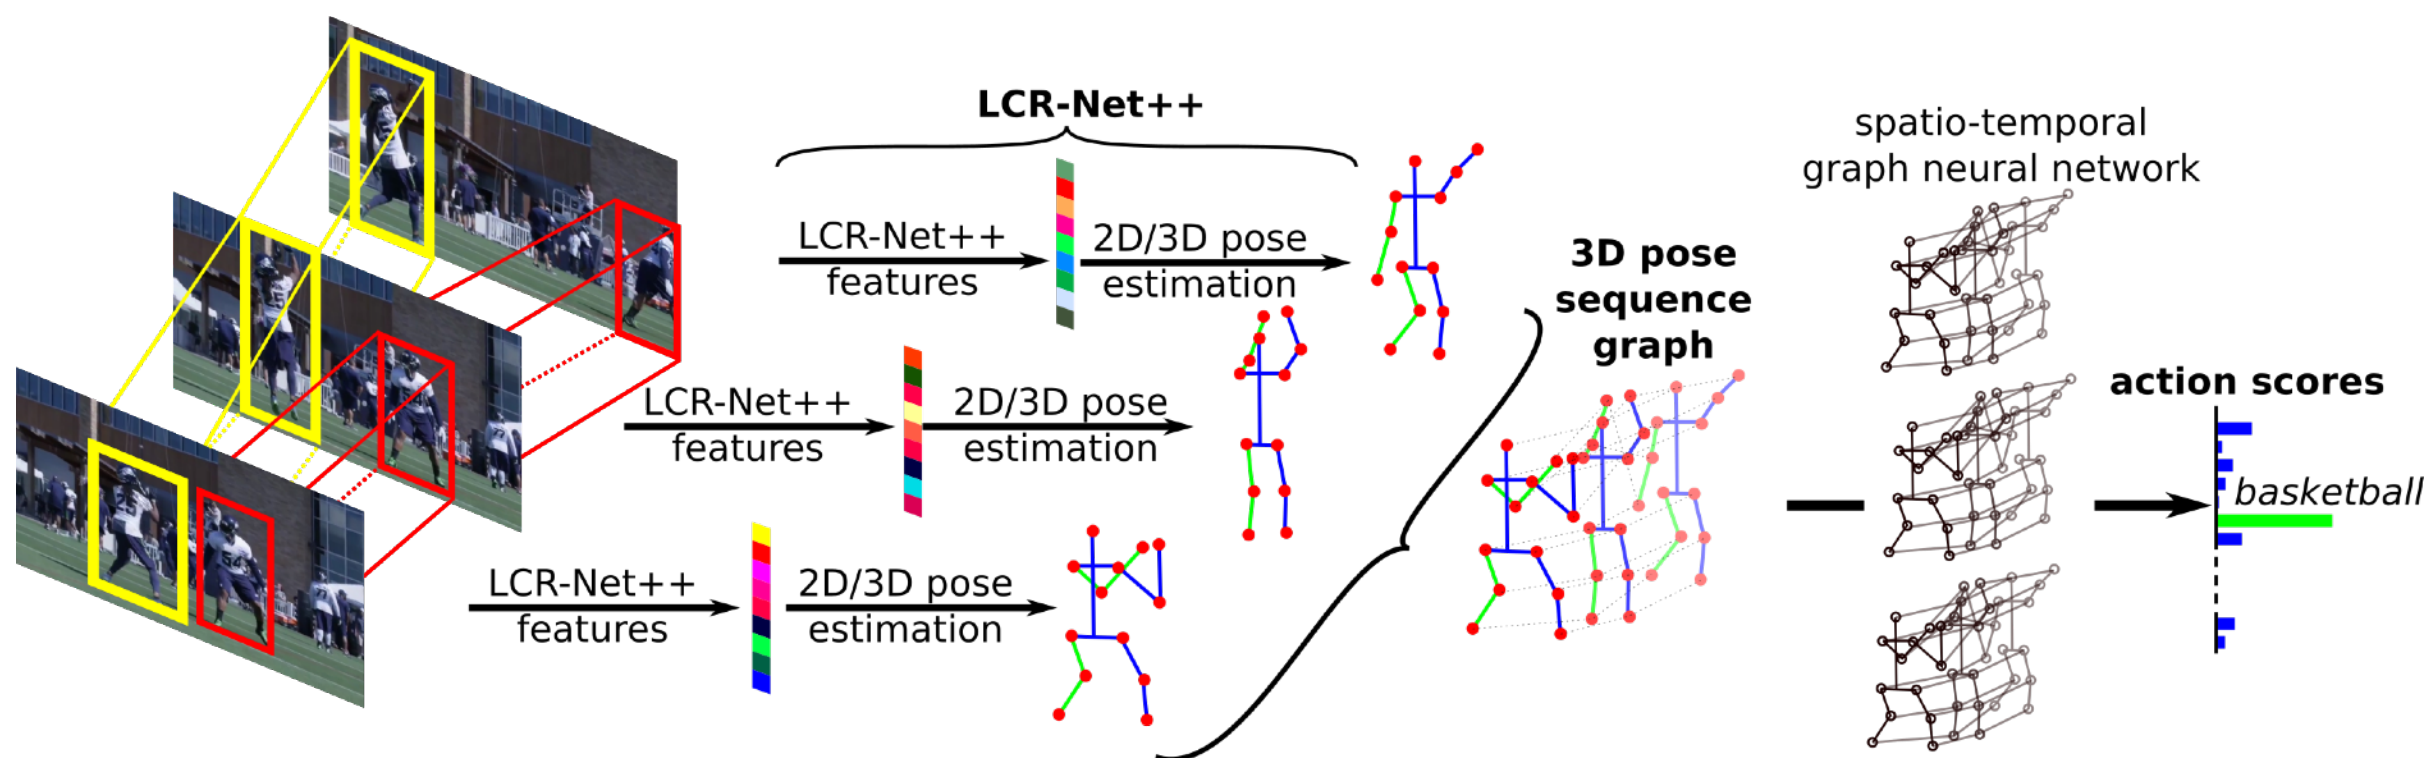 LCR-Net++
LCR-Net++
features
2D/3D pose
estimation
LCR-Net++
features
2D/3D pose
estimation
LCR-Net++
features
2D/3D pose
estimation
3D pose
sequence
graph
spatio-temporal
graph neural network
action scores
basketball